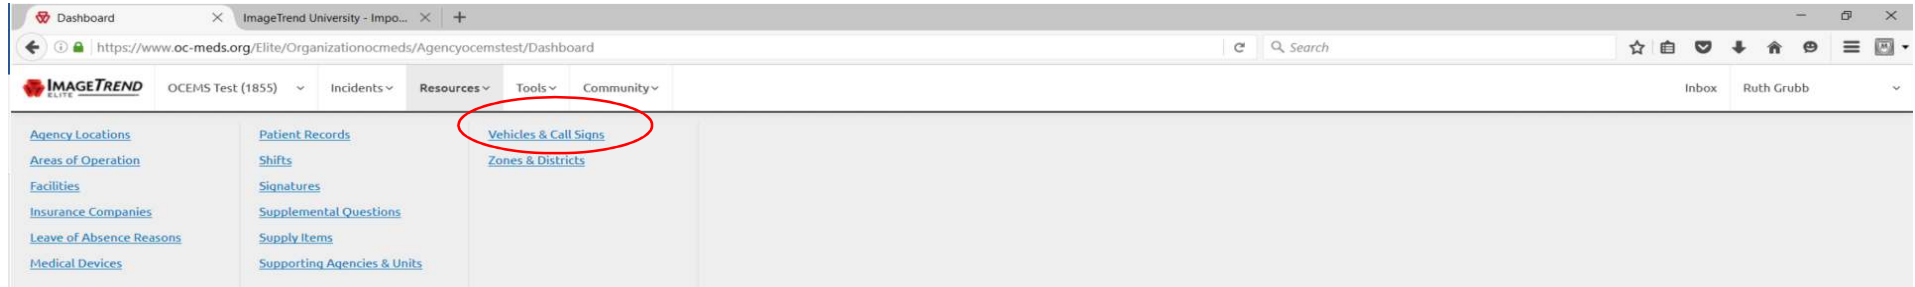 Dashboard ImageTrend University - Impo...
https://www.oc-meds.org/Elite/Organizationocmeds/Agencyocemstest/Dashboard Search
IMAGETREND ELITE OCEMS Test (1855) Incidents Resources Tools Community Inbox Ruth Grubb
Agency Locations Patient Records Vehicles & Call Signs
Areas of Operation Shifts Zones & Districts
Facilities Signatures
Insurance Companies Supplemental Questions
Leave of Absence Reasons Supply Items
Medical Devices Supporting Agencies & Units